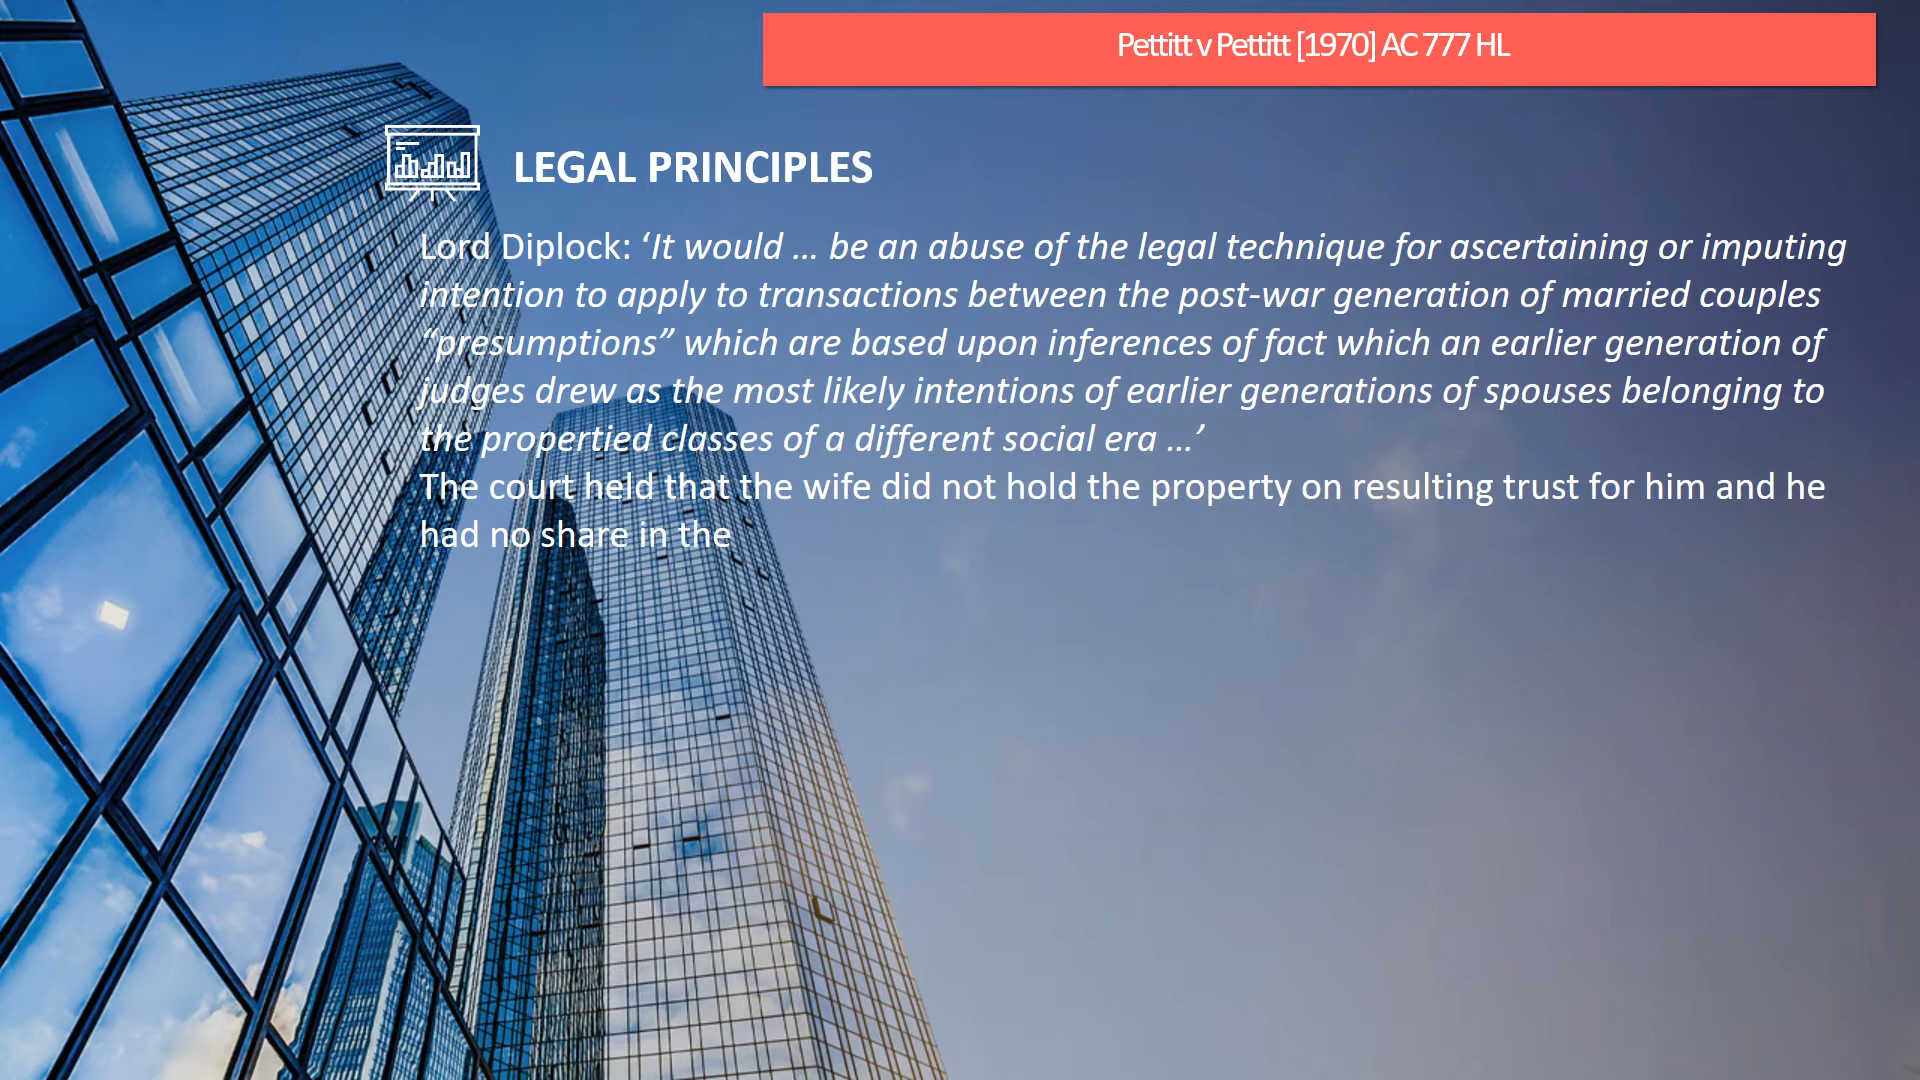 Pettitt v Pettitt [1970] AC 777 HL
LEGAL PRINCIPLES
Lord Diplock: ‘It would … be an abuse of the legal technique for ascertaining or imputing
intention to apply to transactions between the post-war generation of married couples
“presumptions” which are based upon inferences of fact which an earlier generation of
judges drew as the most likely intentions of earlier generations of spouses belonging to
the propertied classes of a different social era …’
The court held that the wife did not hold the property on resulting trust for him and he
had no share in the